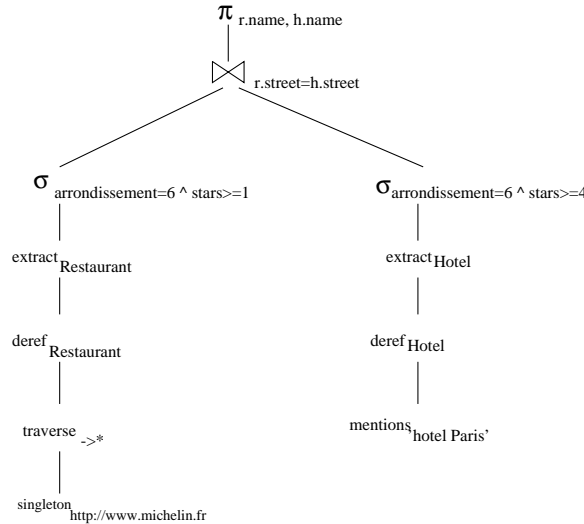 π r.name, h.name
r.street=h.street
σ arrondissement=6 ^ stars>=1 σ arrondissement=6 ^ stars>=4
extract Restaurant extract Hotel
deref Restaurant deref Hotel
traverse ->* mentions 'hotel Paris'
singleton http://www.michelin.fr